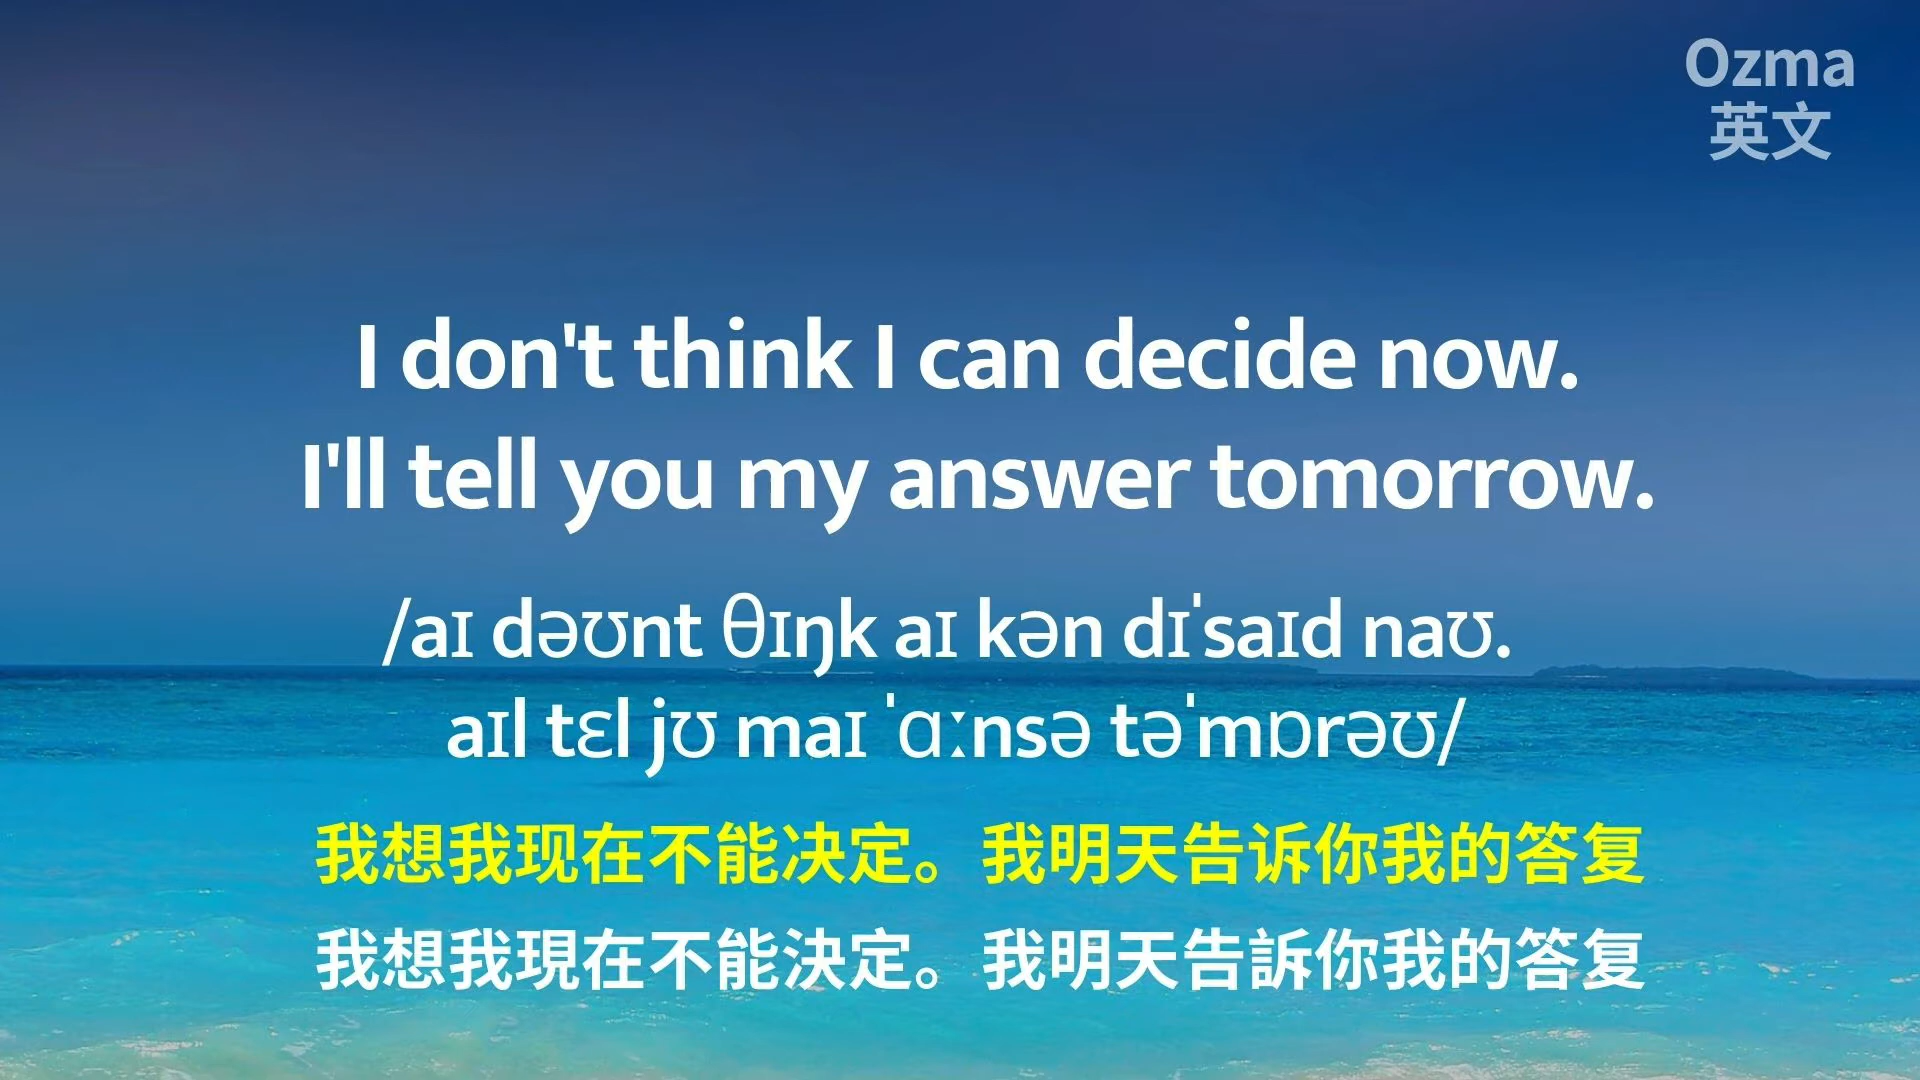 Ozma
英文
I don't think I can decide now.
I'll tell you my answer tomorrow.
/aɪ dəʊnt θɪŋk aɪ kən dɪˈsaɪd naʊ.
aɪl tɛl jʊ maɪ ˈɑːnsə təˈmɒrəʊ/
我想我现在不能决定。我明天告诉你我的答复
我想我現在不能決定。我明天告訴你我的答复